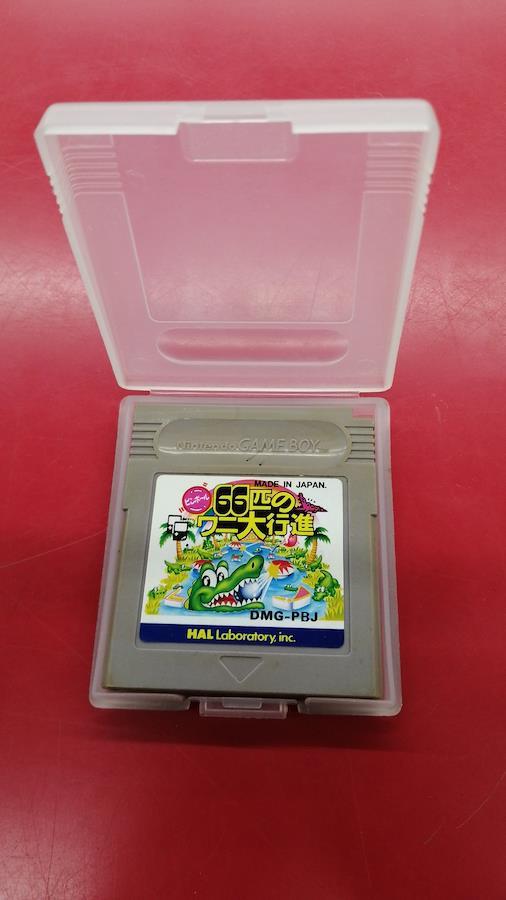 Nintendo GAME BOY
MADE IN JAPAN.
ピンボール
66匹の
ワニ大行進
DMG-PBJ
HAL Laboratory, inc.